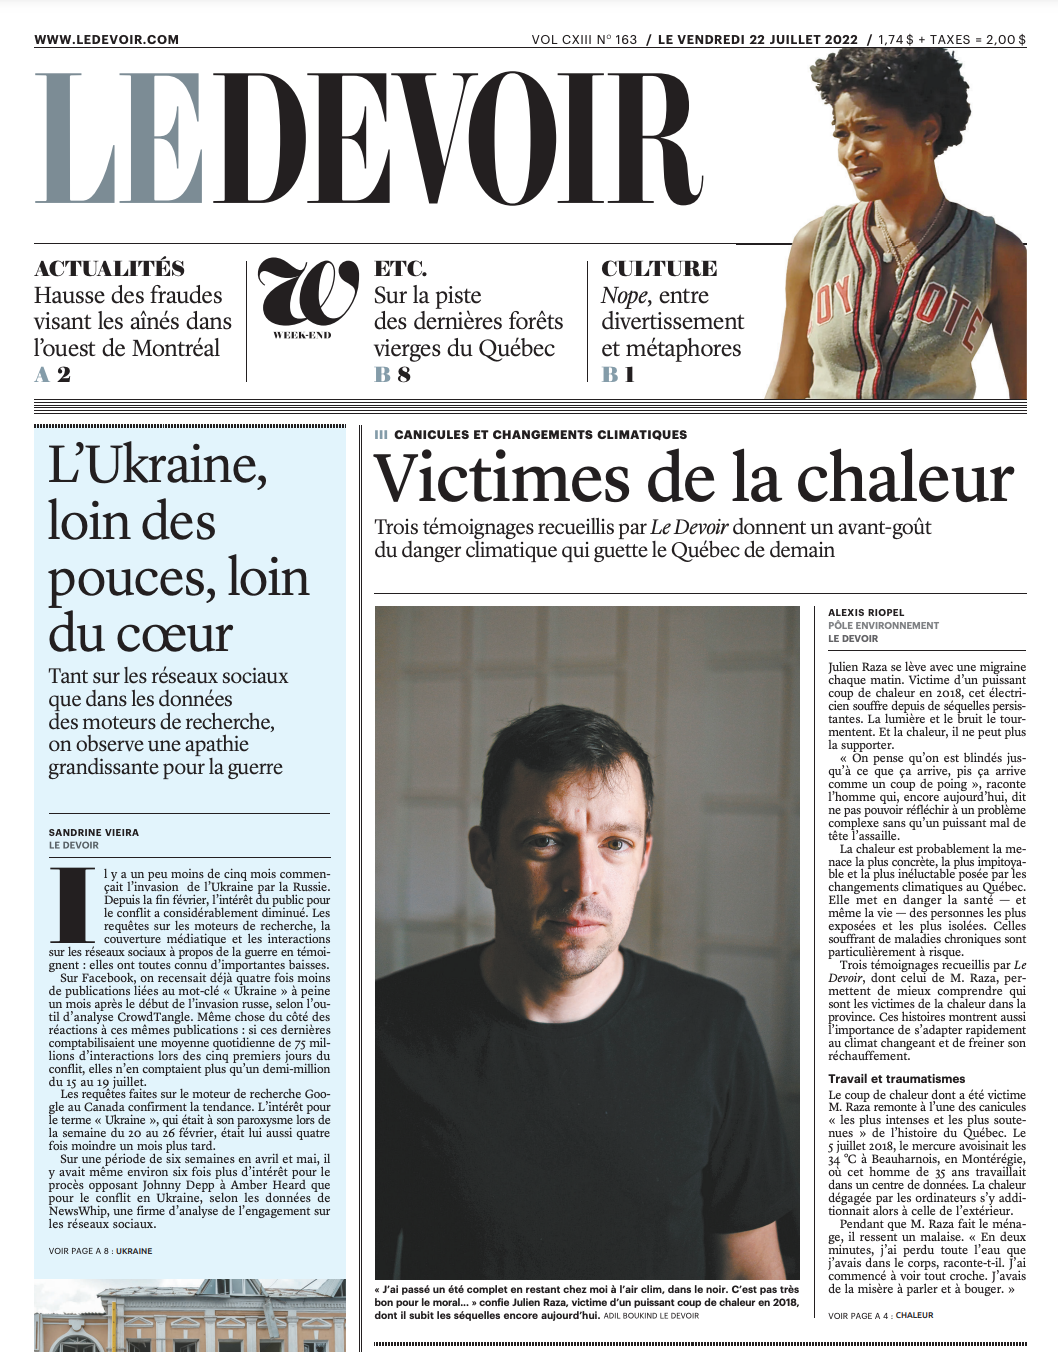 WWW.LEDEVOIR.COM
VOL CXIII N° 163 / LE VENDREDI 22 JUILLET 2022 / 1,74 $ + TAXES = 2,00 $
LE DEVOIR
ACTUALITÉS
Hausse des fraudes
visant les aînés dans
l'ouest de Montréal
A 2
W
WEEK-END
ETC.
Sur la piste
des dernières forêts
vierges du Québec
B 8
CULTURE
Nope, entre
divertissement
et métaphores
B 1
OYOTE
L'Ukraine,
loin des
pouces, loin
du cœur
Tant sur les réseaux sociaux
que dans les données
des moteurs de recherche,
on observe une apathie
grandissante pour la guerre
SANDRINE VIEIRA
LE DEVOIR
Il y a un peu moins de cinq mois commen-
çait l'invasion de l'Ukraine par la Russie.
Depuis la fin février, l'intérêt du public pour
le conflit a considérablement diminué. Les
requêtes sur les moteurs de recherche, la
couverture médiatique et les interactions
sur les réseaux sociaux à propos de la guerre en témoi-
gnent : elles ont toutes connu d'importantes baisses.
Sur Facebook, on recensait déjà quatre fois moins
de publications liées au mot-clé « Ukraine » à peine
un mois après le début de l'invasion russe, selon l'ou-
til d'analyse CrowdTangle. Même chose du côté des
réactions à ces mêmes publications : si ces dernières
comptabilisaient une moyenne quotidienne de 75 mil-
lions d'interactions lors des cinq premiers jours du
conflit, elles n'en comptaient plus qu'un demi-million
du 15 au 19 juillet.
Les requêtes faites sur le moteur de recherche Goo-
gle au Canada confirment la tendance. L'intérêt pour
le terme « Ukraine », qui était à son paroxysme lors de
la semaine du 20 au 26 février, était lui aussi quatre
fois moindre un mois plus tard.
Sur une période de six semaines en avril et mai, il
y avait même environ six fois plus d'intérêt pour le
procès opposant Johnny Depp à Amber Heard que
pour le conflit en Ukraine, selon les données de
NewsWhip, une firme d'analyse de l'engagement sur
les réseaux sociaux.
VOIR PAGE A 8 : UKRAINE
III CANICULES ET CHANGEMENTS CLIMATIQUES
Victimes de la chaleur
Trois témoignages recueillis par Le Devoir donnent un avant-goût
du danger climatique qui guette le Québec de demain
« J'ai passé un été complet en restant chez moi à l'air clim, dans le noir. C'est pas très
bon pour le moral... » confie Julien Raza, victime d'un puissant coup de chaleur en 2018,
dont il subit les séquelles encore aujourd'hui. ADIL BOUKIND LE DEVOIR
ALEXIS RIOPEL
PÔLE ENVIRONNEMENT
LE DEVOIR
Julien Raza se lève avec une migraine
chaque matin. Victime d'un puissant
coup de chaleur en 2018, cet électri-
cien souffre depuis de séquelles persis-
tantes. La lumière et le bruit le tour-
mentent. Et la chaleur, il ne peut plus
la supporter.
« On pense qu'on est blindés jus-
qu'à ce que ça arrive, pis ça arrive
comme un coup de poing », raconte
l'homme qui, encore aujourd'hui, dit
ne pas pouvoir réfléchir à un problème
complexe sans qu'un puissant mal de
tête l'assaille.
La chaleur est probablement la me-
nace la plus concrète, la plus impitoya-
ble et la plus inéluctable posée par les
changements climatiques au Québec.
Elle met en danger la santé — et
même la vie — des personnes les plus
exposées et les plus isolées. Celles
souffrant de maladies chroniques sont
particulièrement à risque.
Trois témoignages recueillis par Le
Devoir, dont celui de M. Raza, per-
mettent de mieux comprendre qui
sont les victimes de la chaleur dans la
province. Ces histoires montrent aussi
l'importance de s'adapter rapidement
au climat changeant et de freiner son
réchauffement.
Travail et traumatismes
Le coup de chaleur dont a été victime
M. Raza remonte à l'une des canicules
« les plus intenses et les plus soute-
nues » de l'histoire du Québec. Le
5 juillet 2018, le mercure avoisinait les
34 °C à Beauharnois, en Montérégie,
où cet homme de 35 ans travaillait
dans un centre de données. La chaleur
dégagée par les ordinateurs s'y addi-
tionnait alors à celle de l'extérieur.
Pendant que M. Raza fait le ména-
ge, il ressent un malaise. « En deux
minutes, j'ai perdu toute l'eau que
j'avais dans le corps, raconte-t-il. J'ai
commencé à voir tout croche. J'avais
de la misère à parler et à bouger. »
VOIR PAGE A 4 : CHALEUR